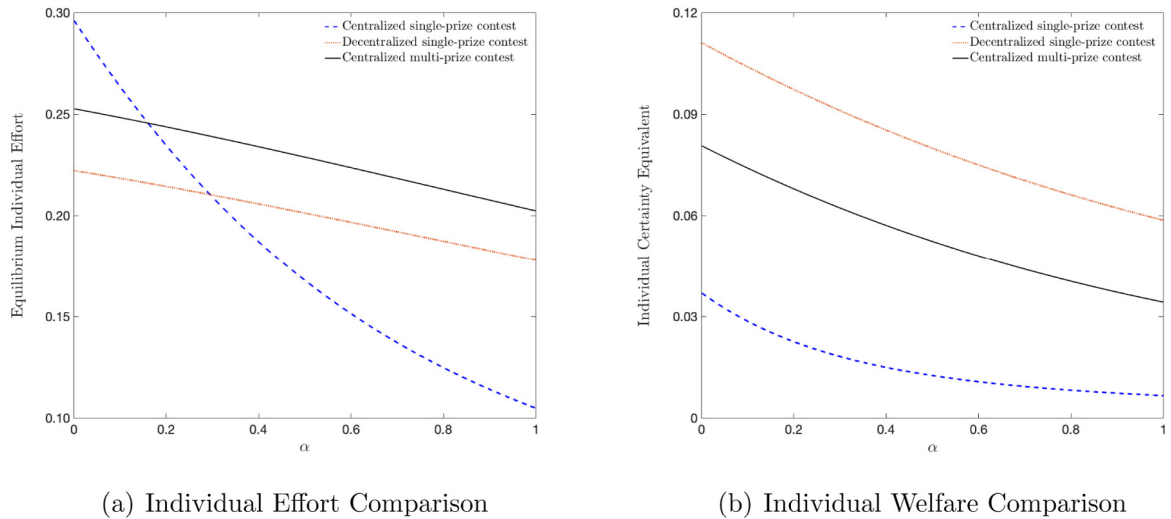 0.30
0.25
0.20
0.15
0.10
Equilibrium Individual Effort
Centralized single-prize contest
Decentralized single-prize contest
Centralized multi-prize contest
0
0.2
0.4
0.6
0.8
1
α
(a) Individual Effort Comparison
0.12
0.09
0.06
0.03
0
Individual Certainty Equivalent
Centralized single-prize contest
Decentralized single-prize contest
Centralized multi-prize contest
0
0.2
0.4
0.6
0.8
1
α
(b) Individual Welfare Comparison